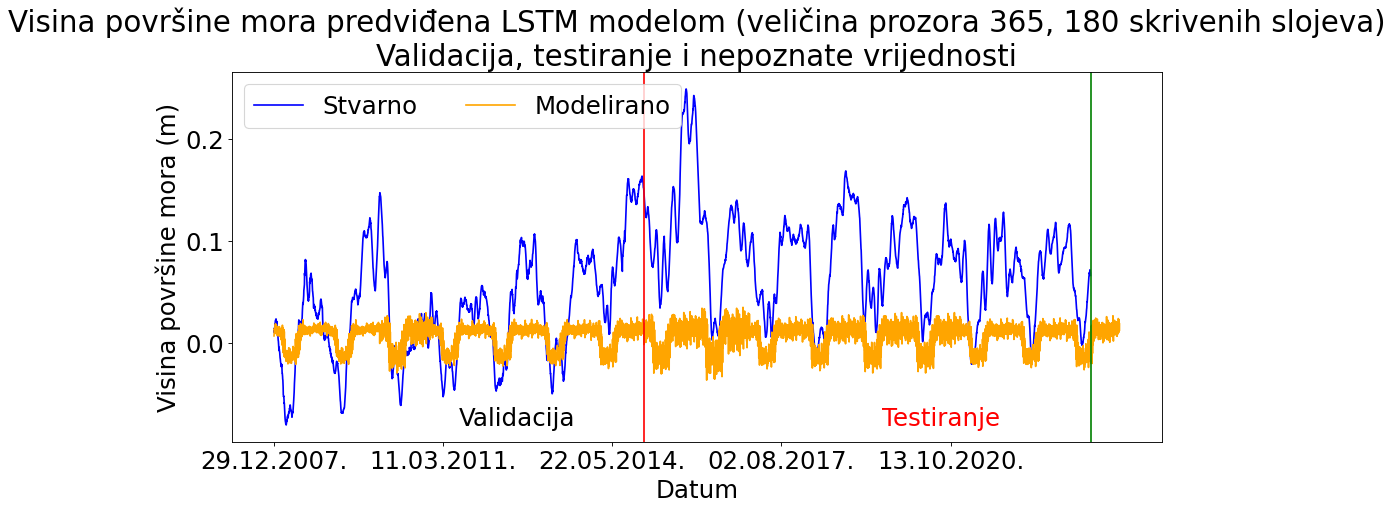 Visina površine mora predviđena LSTM modelom (veličina prozora 365, 180 skrivenih slojeva)
Validacija, testiranje i nepoznate vrijednosti
Stvarno
Modelirano
Visina površine mora (m)
0.2
0.1
0.0
Validacija
Testiranje
29.12.2007.
11.03.2011.
22.05.2014.
02.08.2017.
13.10.2020.
Datum